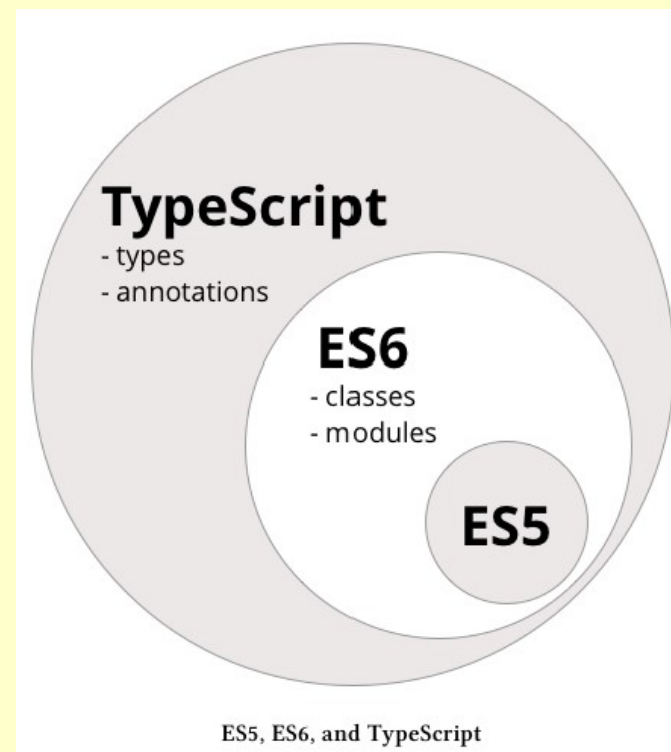 TypeScript
- types
- annotations
ES6
- classes
- modules
ES5
ES5, ES6, and TypeScript